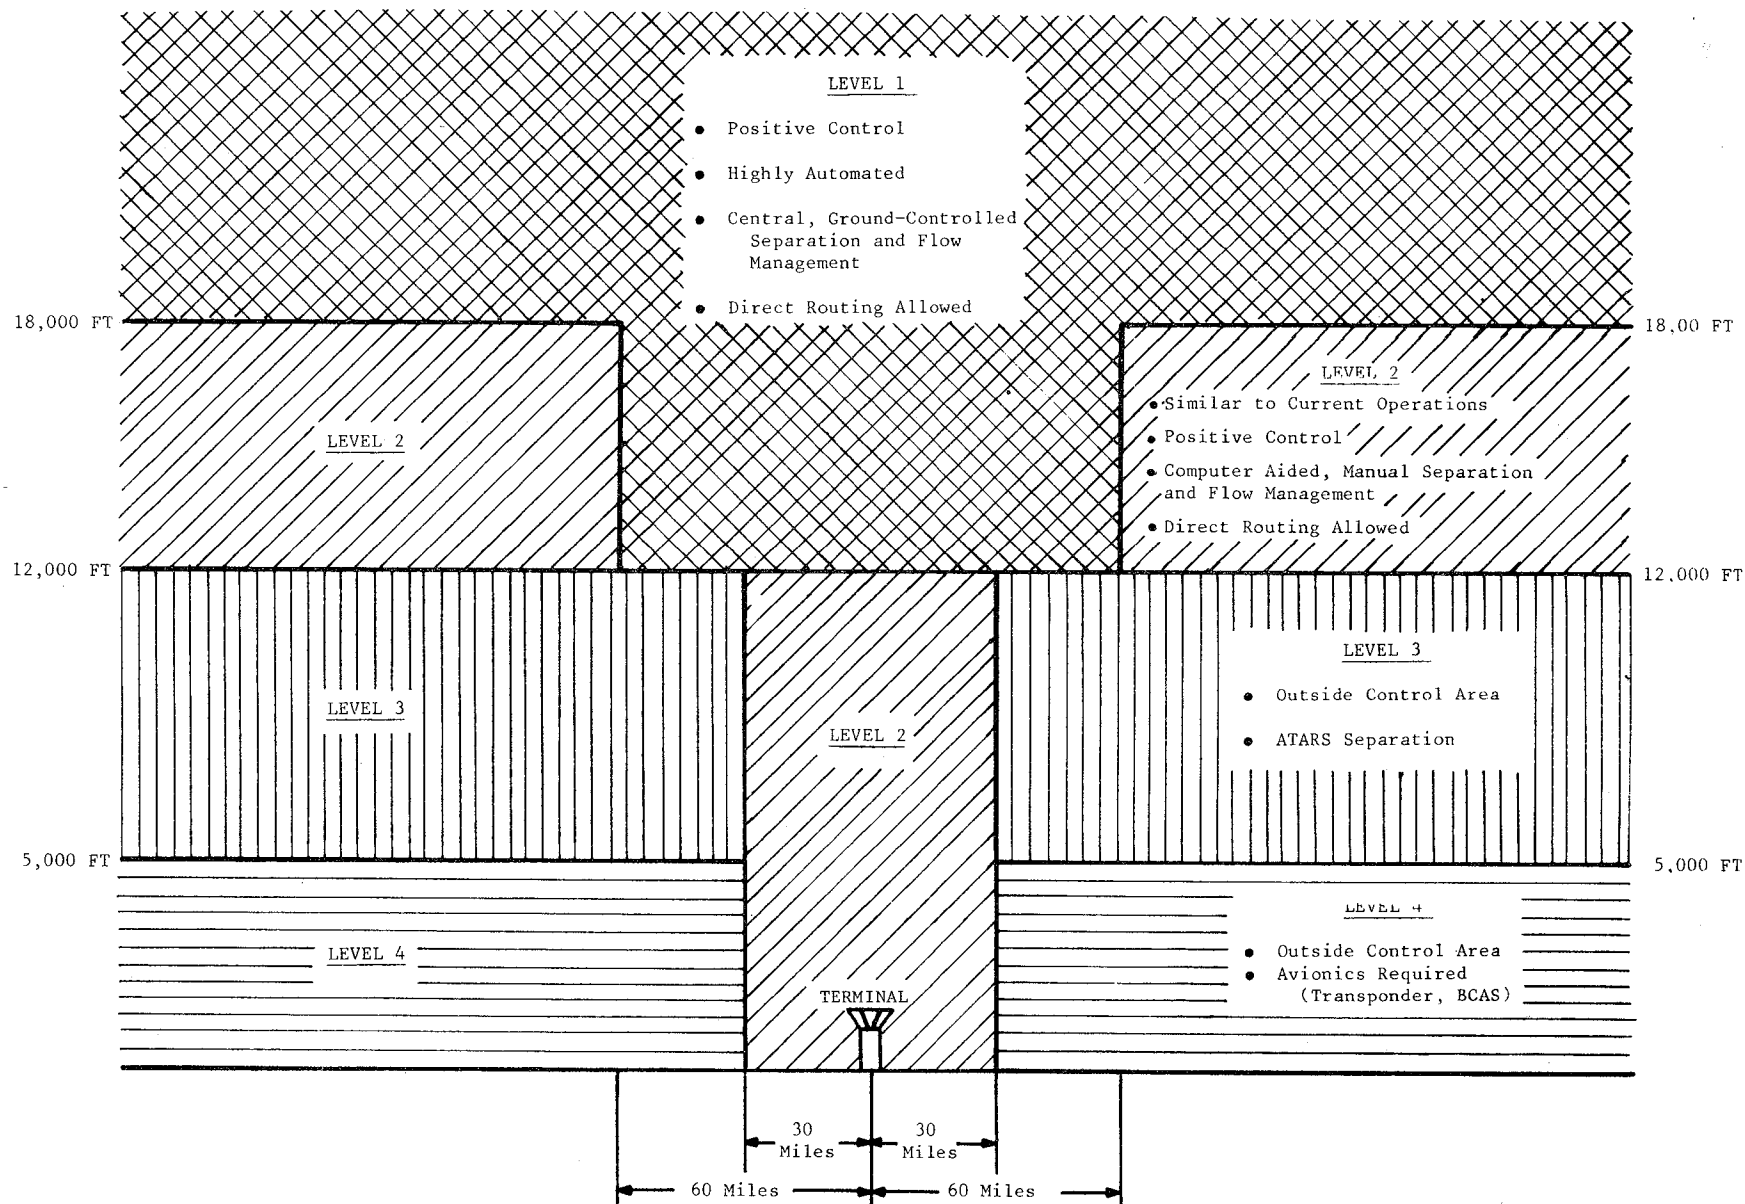 LEVEL 1
• Positive Control
• Highly Automated
• Central, Ground-Controlled
Separation and Flow
Management
• Direct Routing Allowed
18,000 FT
18,00 FT
LEVEL 2
• Similar to Current Operations
• Positive Control
• Computer Aided, Manual Separation
and Flow Management
• Direct Routing Allowed
LEVEL 2
12,000 FT
12,000 FT
LEVEL 3
• Outside Control Area
• ATARS Separation
LEVEL 3
LEVEL 2
5,000 FT
5,000 FT
LEVEL 4
• Outside Control Area
• Avionics Required
(Transponder, BCAS)
LEVEL 4
TERMINAL
30
Miles
30
Miles
60 Miles
60 Miles